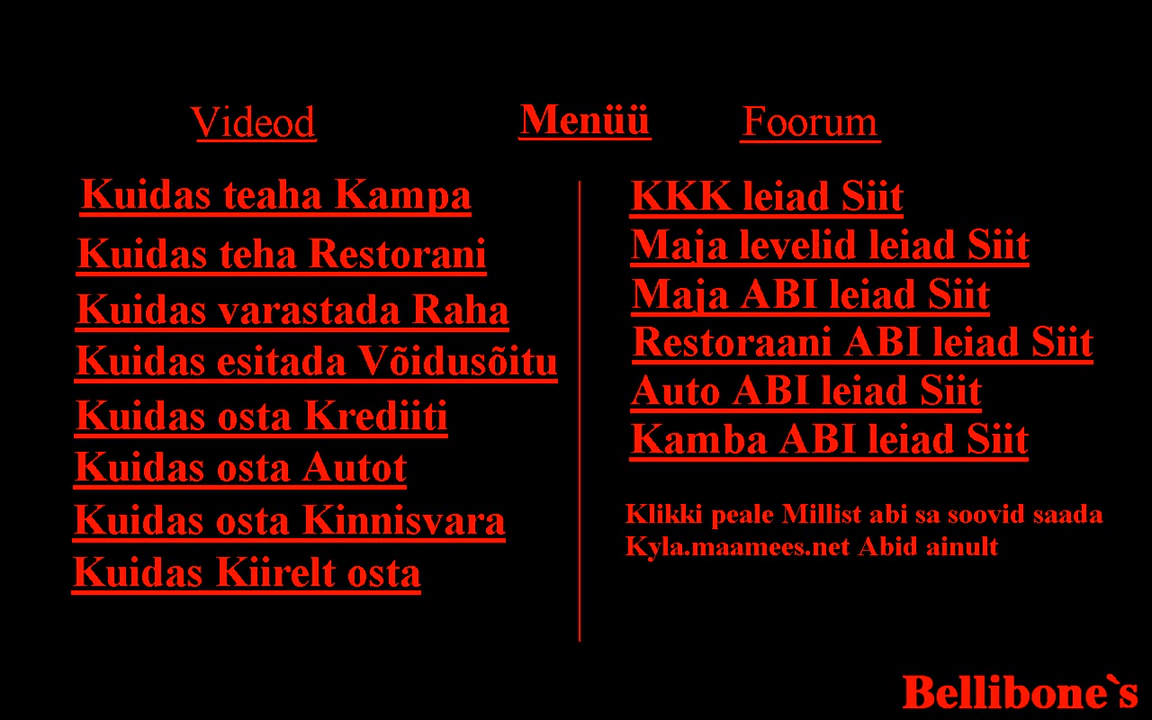 Videod
Menüü
Foorum
Kuidas teaha Kampa
Kuidas teha Restorani
Kuidas varastada Raha
Kuidas esitada Võidusõitu
Kuidas osta Krediiti
Kuidas osta Autot
Kuidas osta Kinnisvara
Kuidas Kiirelt osta
KKK leiad Siit
Maja levelid leiad Siit
Maja ABI leiad Siit
Restoraani ABI leiad Siit
Auto ABI leiad Siit
Kamba ABI leiad Siit
Klikki peale Millist abi sa soovid saada
Kyla.maamees.net Abid ainult
Bellibone`s